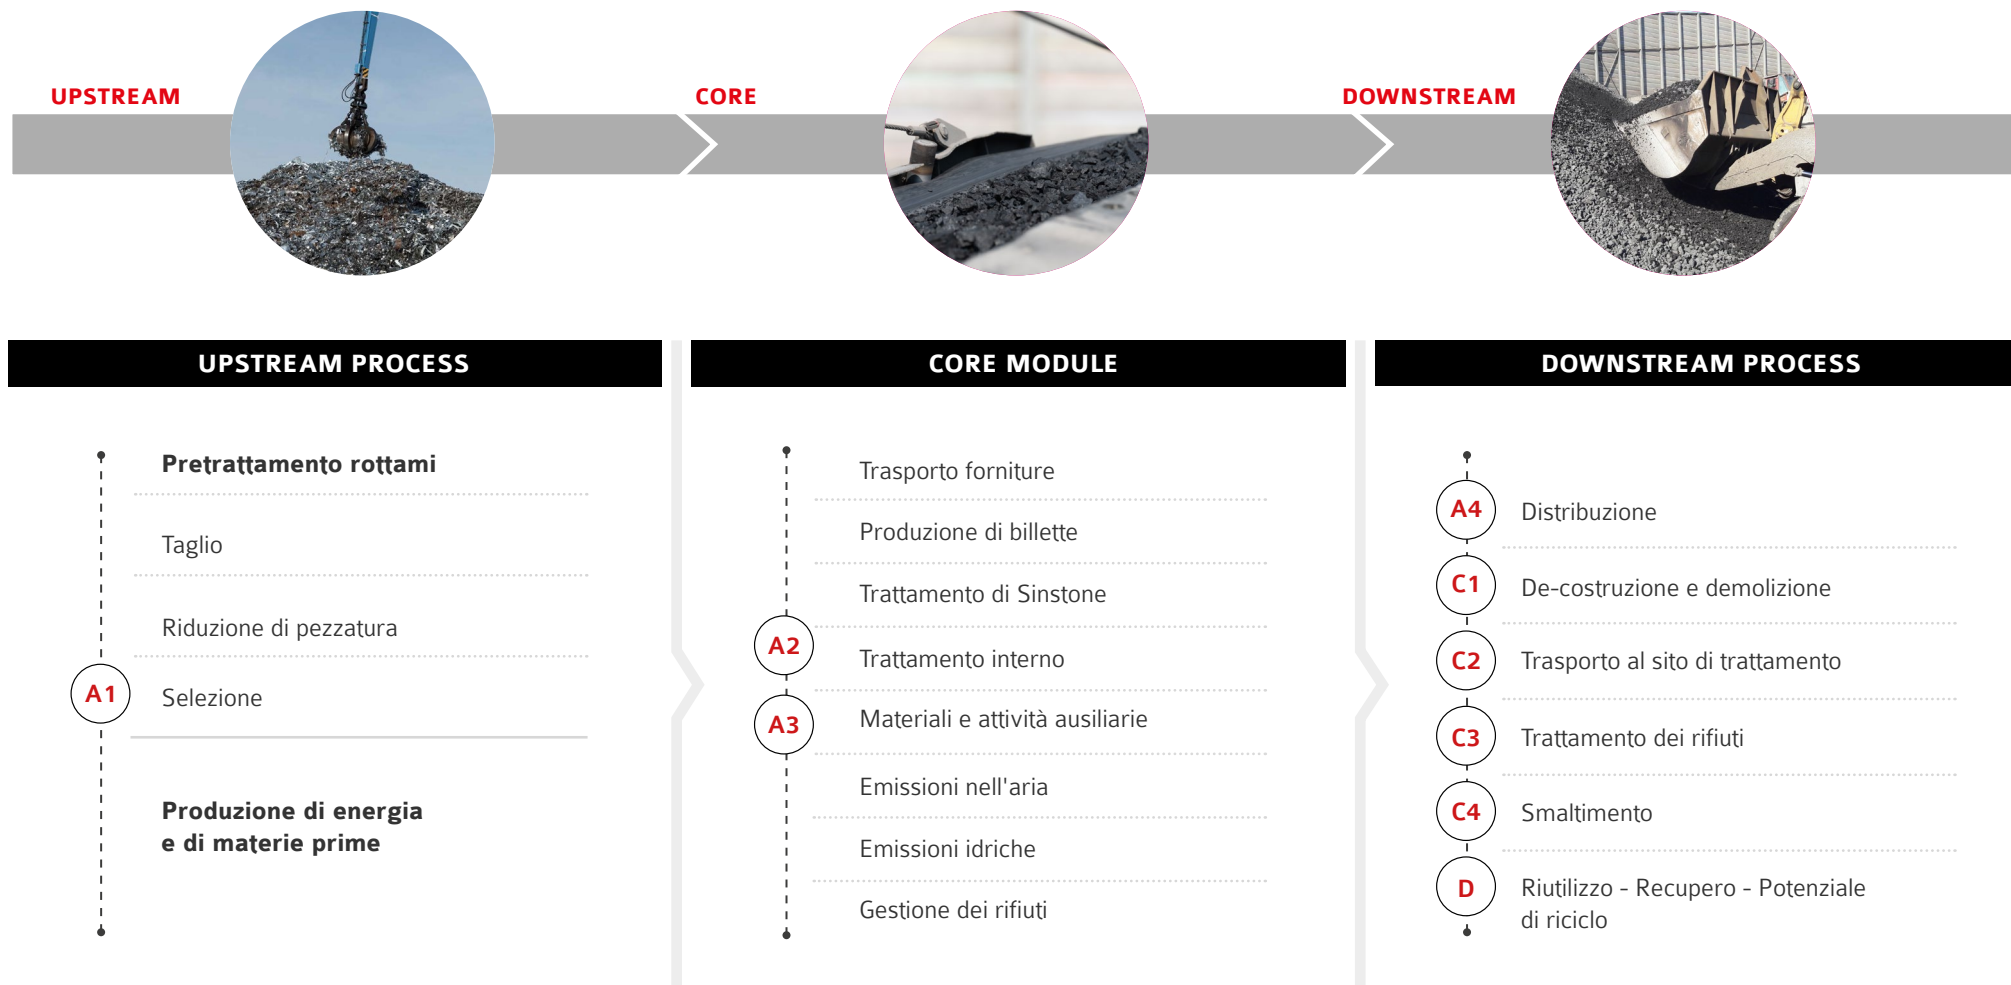 UPSTREAM
CORE
DOWNSTREAM
UPSTREAM PROCESS
Pretrattamento rottami
Taglio
Riduzione di pezzatura
A1
Selezione
Produzione di energia
e di materie prime
CORE MODULE
Trasporto forniture
Produzione di billette
Trattamento di Sinstone
A2
Trattamento interno
A3
Materiali e attività ausiliarie
Emissioni nell'aria
Emissioni idriche
Gestione dei rifiuti
DOWNSTREAM PROCESS
A4
Distribuzione
C1
De-costruzione e demolizione
C2
Trasporto al sito di trattamento
C3
Trattamento dei rifiuti
C4
Smaltimento
D
Riutilizzo - Recupero - Potenziale
di riciclo